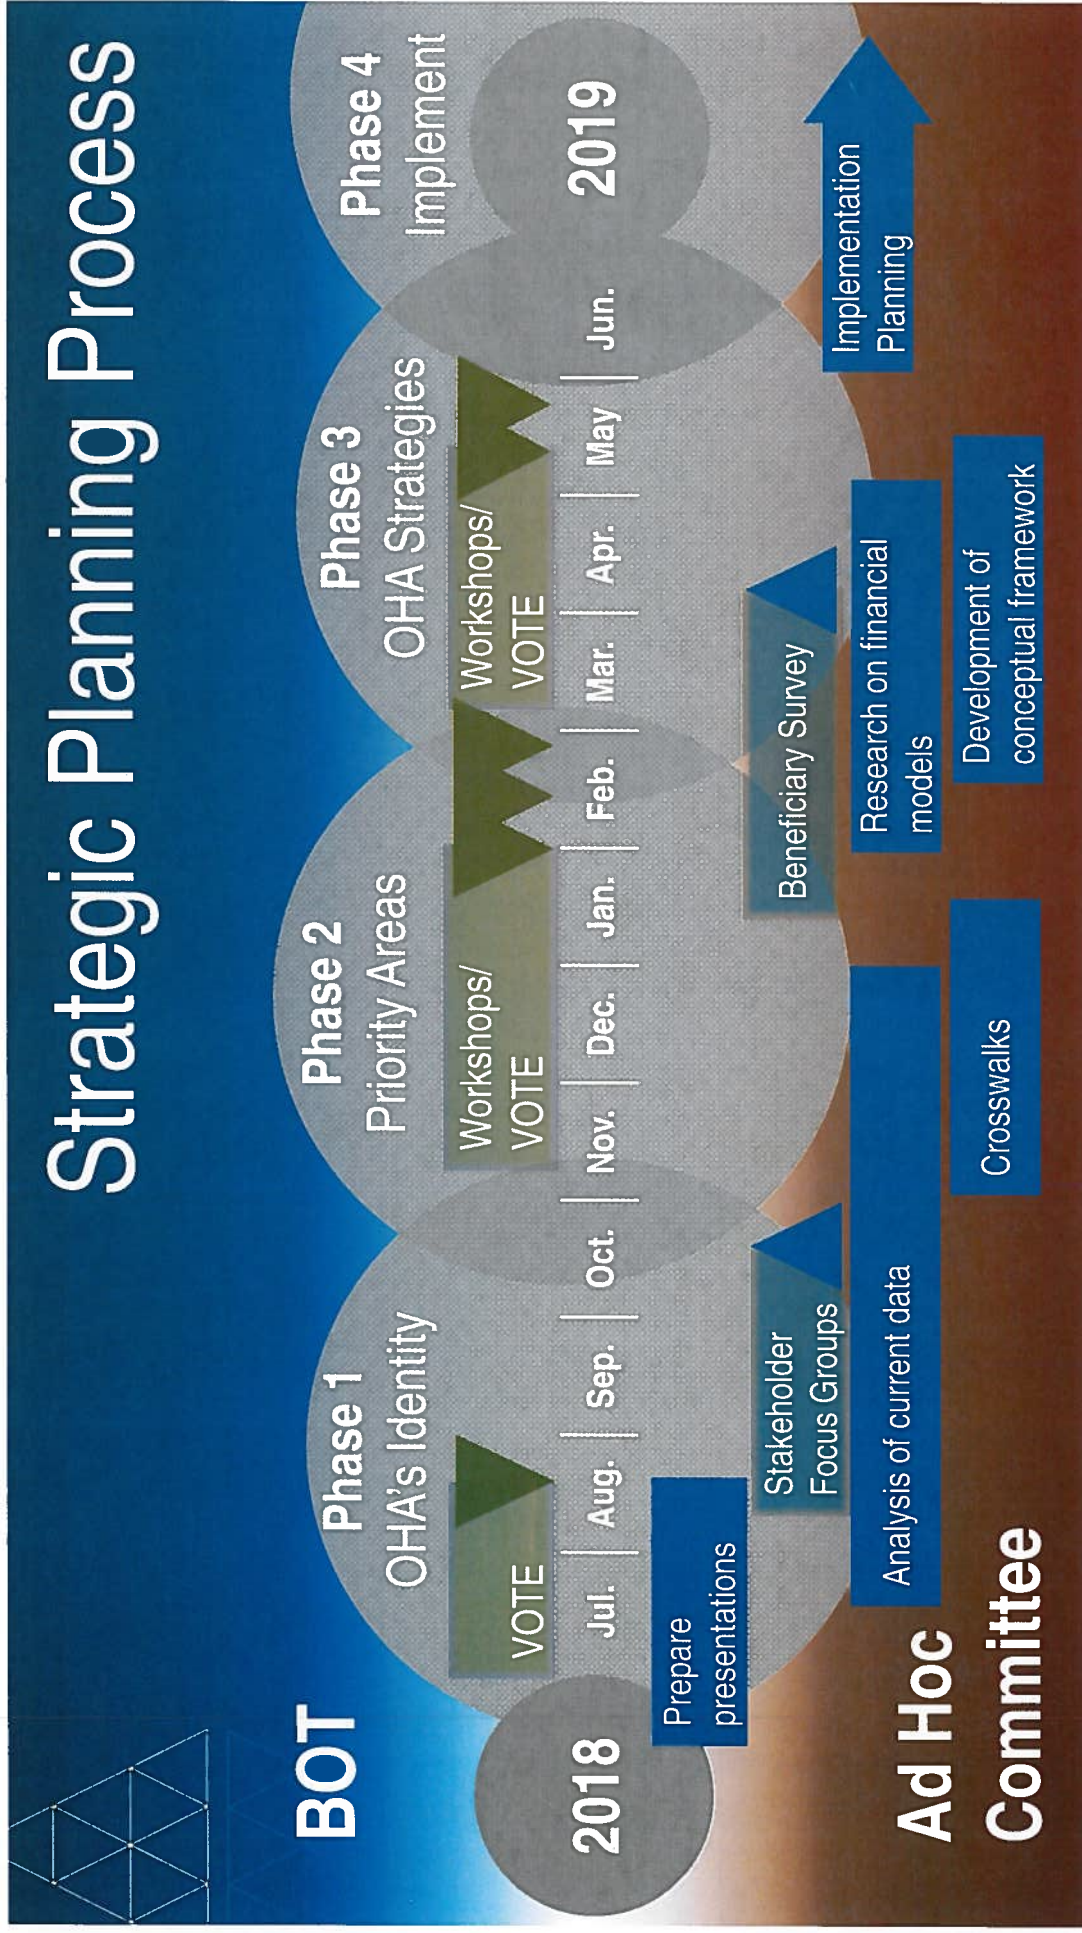 Strategic Planning Process
BOT
Phase 1
OHA's Identity
Phase 2
Priority Areas
Phase 3
OHA Strategies
Phase 4
Implement
VOTE
Workshops/
VOTE
Workshops/
VOTE
2018
Jul.
Aug.
Sep.
Oct.
Nov.
Dec.
Jan.
Feb.
Mar.
Apr.
May
Jun.
2019
Prepare
presentations
Stakeholder
Focus Groups
Beneficiary Survey
Implementation
Planning
Analysis of current data
Research on financial
models
Crosswalks
Development of
conceptual framework
Ad Hoc
Committee